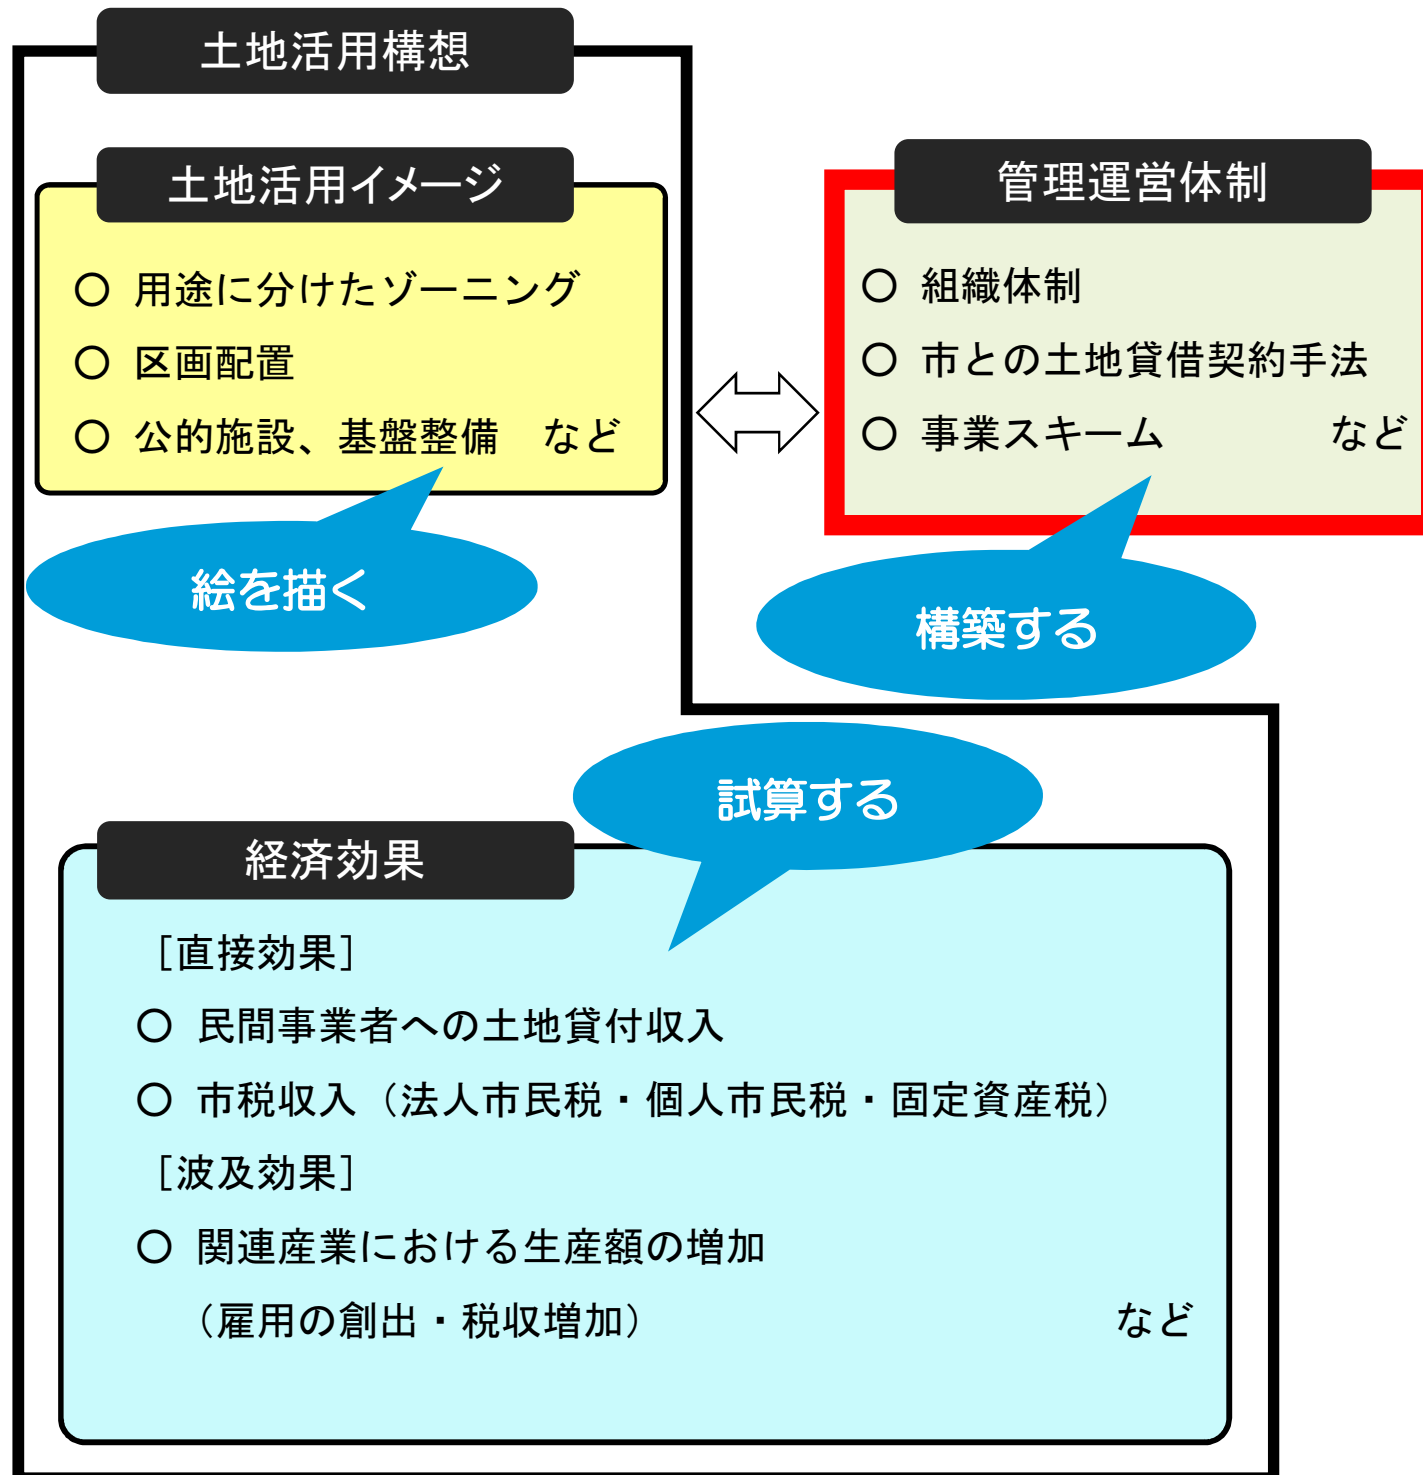 土地活用構想
土地活用イメージ
○ 用途に分けたゾーニング
○ 区画配置
○ 公的施設、基盤整備　など
絵を描く
管理運営体制
○ 組織体制
○ 市との土地貸借契約手法
○ 事業スキーム　など
構築する
試算する
経済効果
［直接効果］
○ 民間事業者への土地貸付収入
○ 市税収入（法人市民税・個人市民税・固定資産税）
［波及効果］
○ 関連産業における生産額の増加
（雇用の創出・税収増加）　など